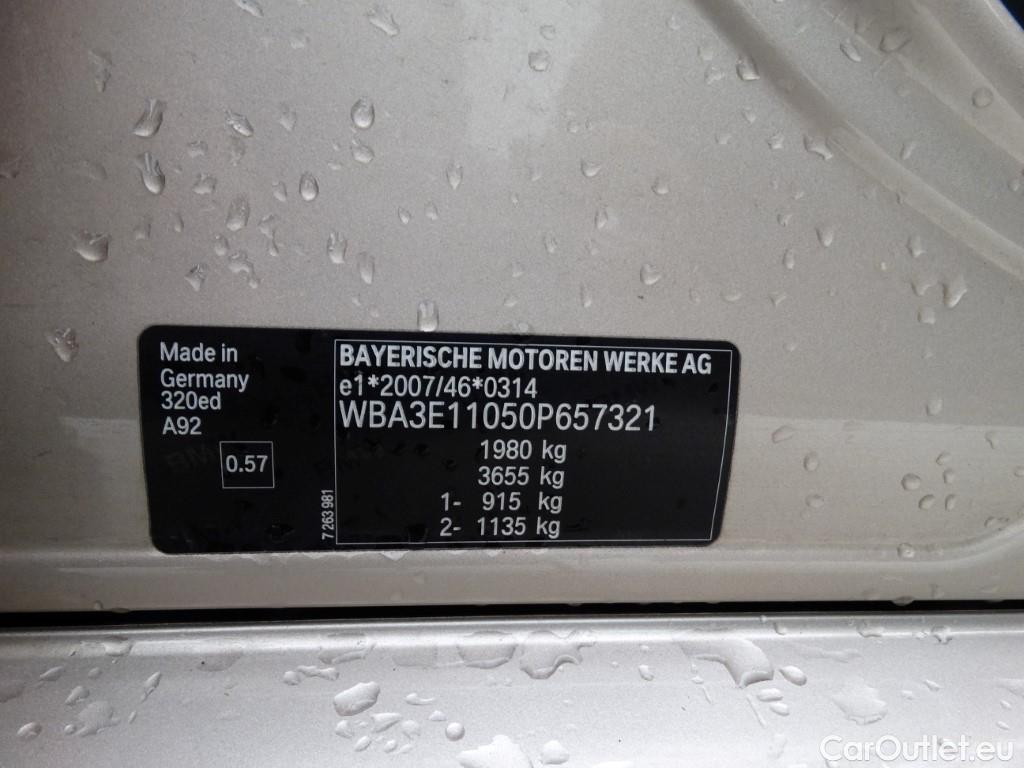 Made in
Germany
320ed
A92
0.57
7 263 981
BAYERISCHE MOTOREN WERKE AG
e1*2007/46*0314
WBA3E11050P657321
1980 kg
3655 kg
1- 915 kg
2- 1135 kg
CarOutlet.eu